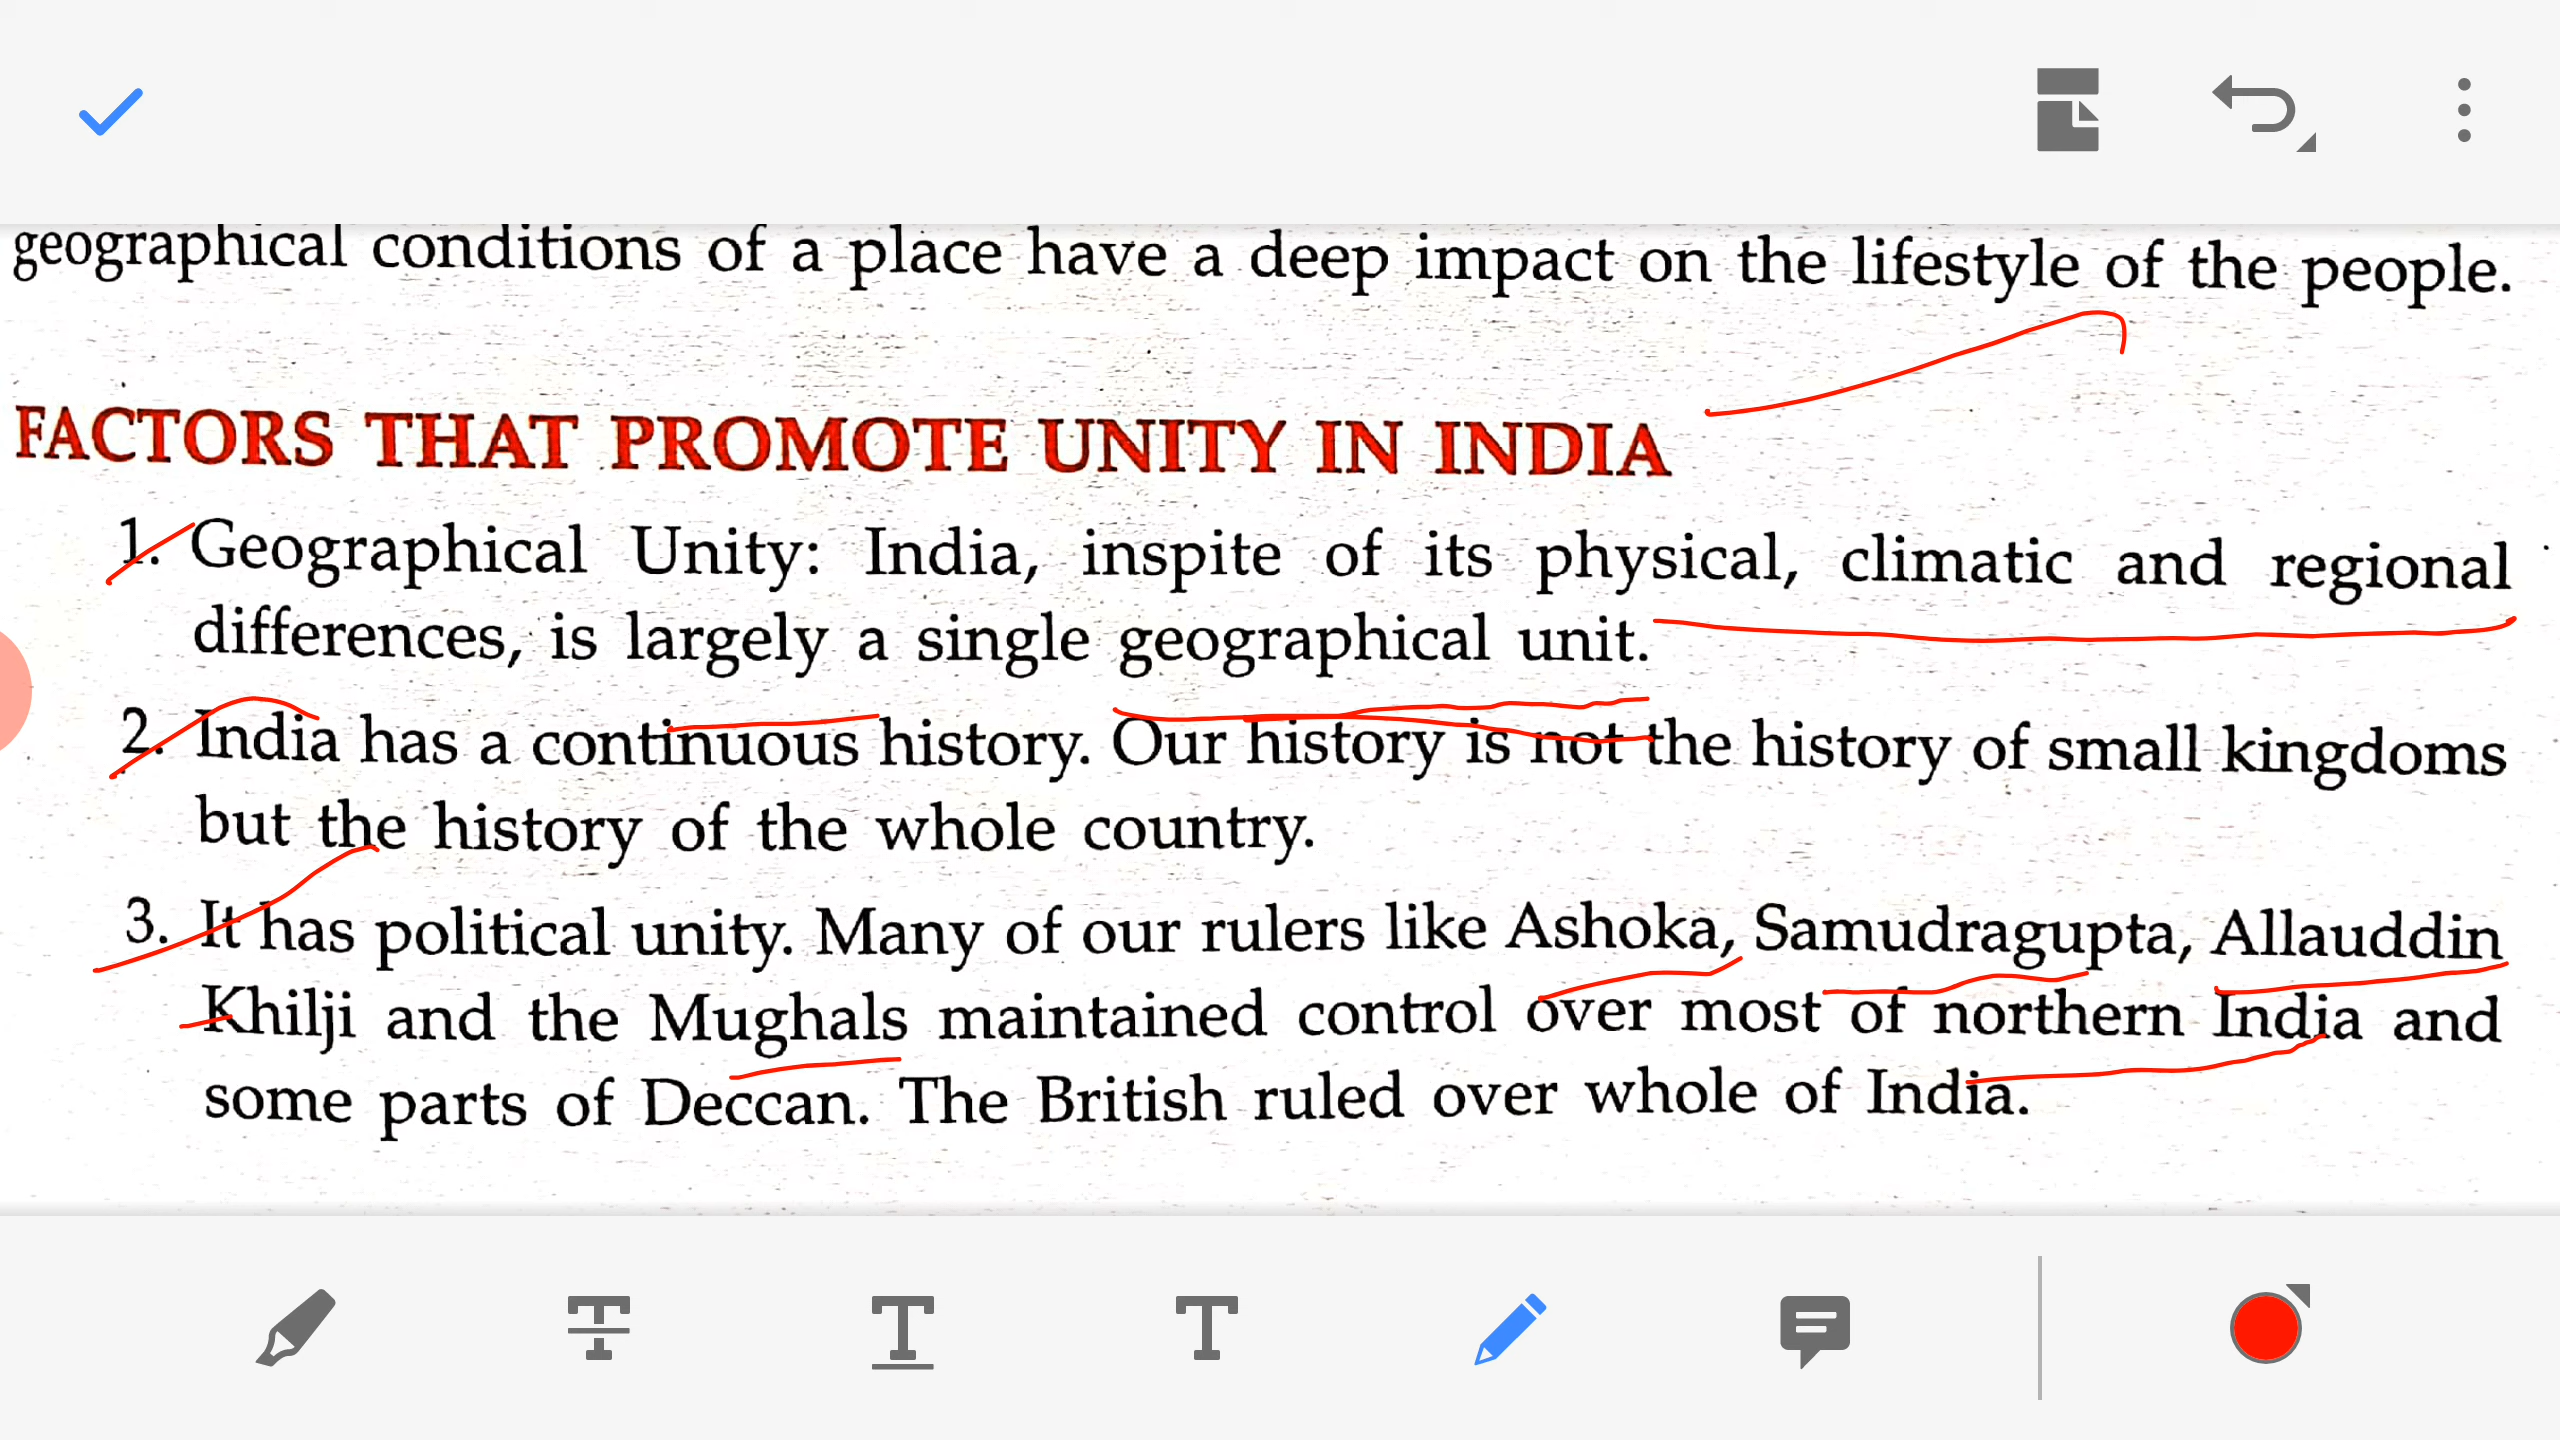 geographical conditions of a place have a deep impact on the lifestyle of the people.
FACTORS THAT PROMOTE UNITY IN INDIA
1. Geographical Unity: India, inspite of its physical, climatic and regional
differences, is largely a single geographical unit.
2. India has a continuous history. Our history is not the history of small kingdoms
but the history of the whole country.
3. It has political unity. Many of our rulers like Ashoka, Samudragupta, Allauddin
Khilji and the Mughals maintained control over most of northern India and
some parts of Deccan. The British ruled over whole of India.